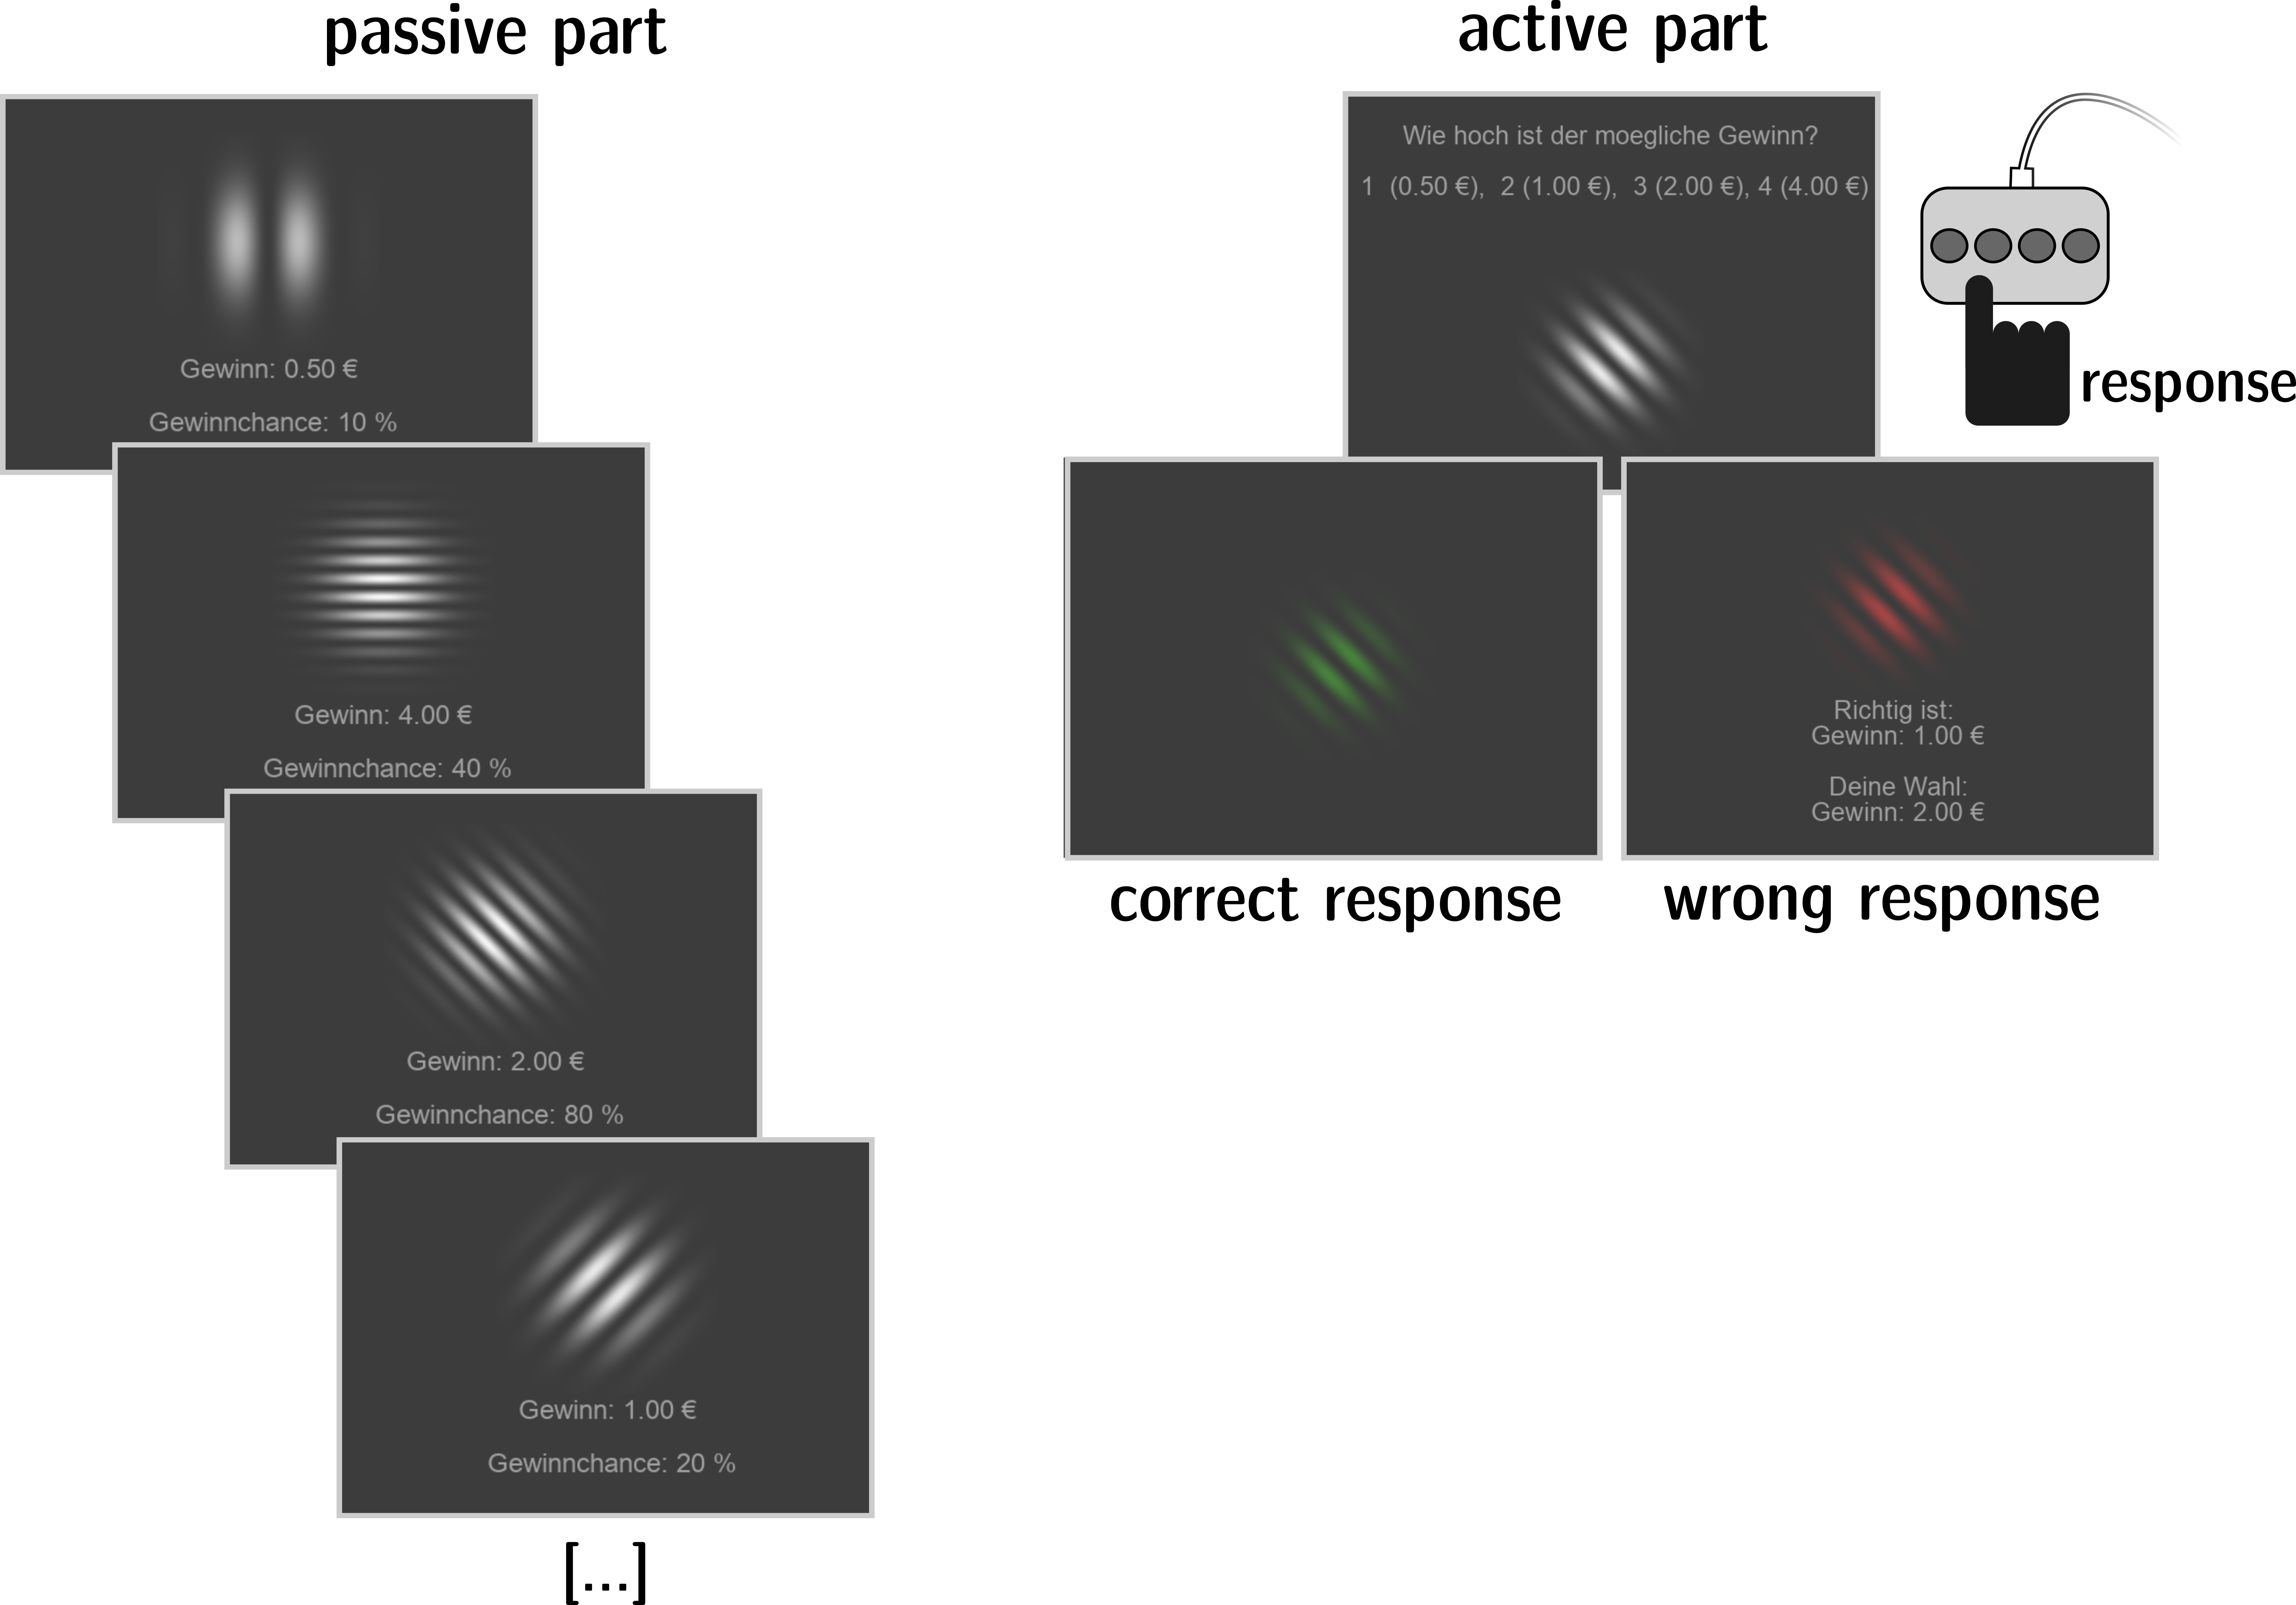 passive part
Gewinn: 0.50 €
Gewinnchance: 10 %
Gewinn: 4.00 €
Gewinnchance: 40 %
Gewinn: 2.00 €
Gewinnchance: 80 %
Gewinn: 1.00 €
Gewinnchance: 20 %
[...]
active part
Wie hoch ist der moegliche Gewinn?
1 (0.50 €), 2 (1.00 €), 3 (2.00 €), 4 (4.00 €)
response
correct response
Richtig ist:
Gewinn: 1.00 €
Deine Wahl:
Gewinn: 2.00 €
wrong response